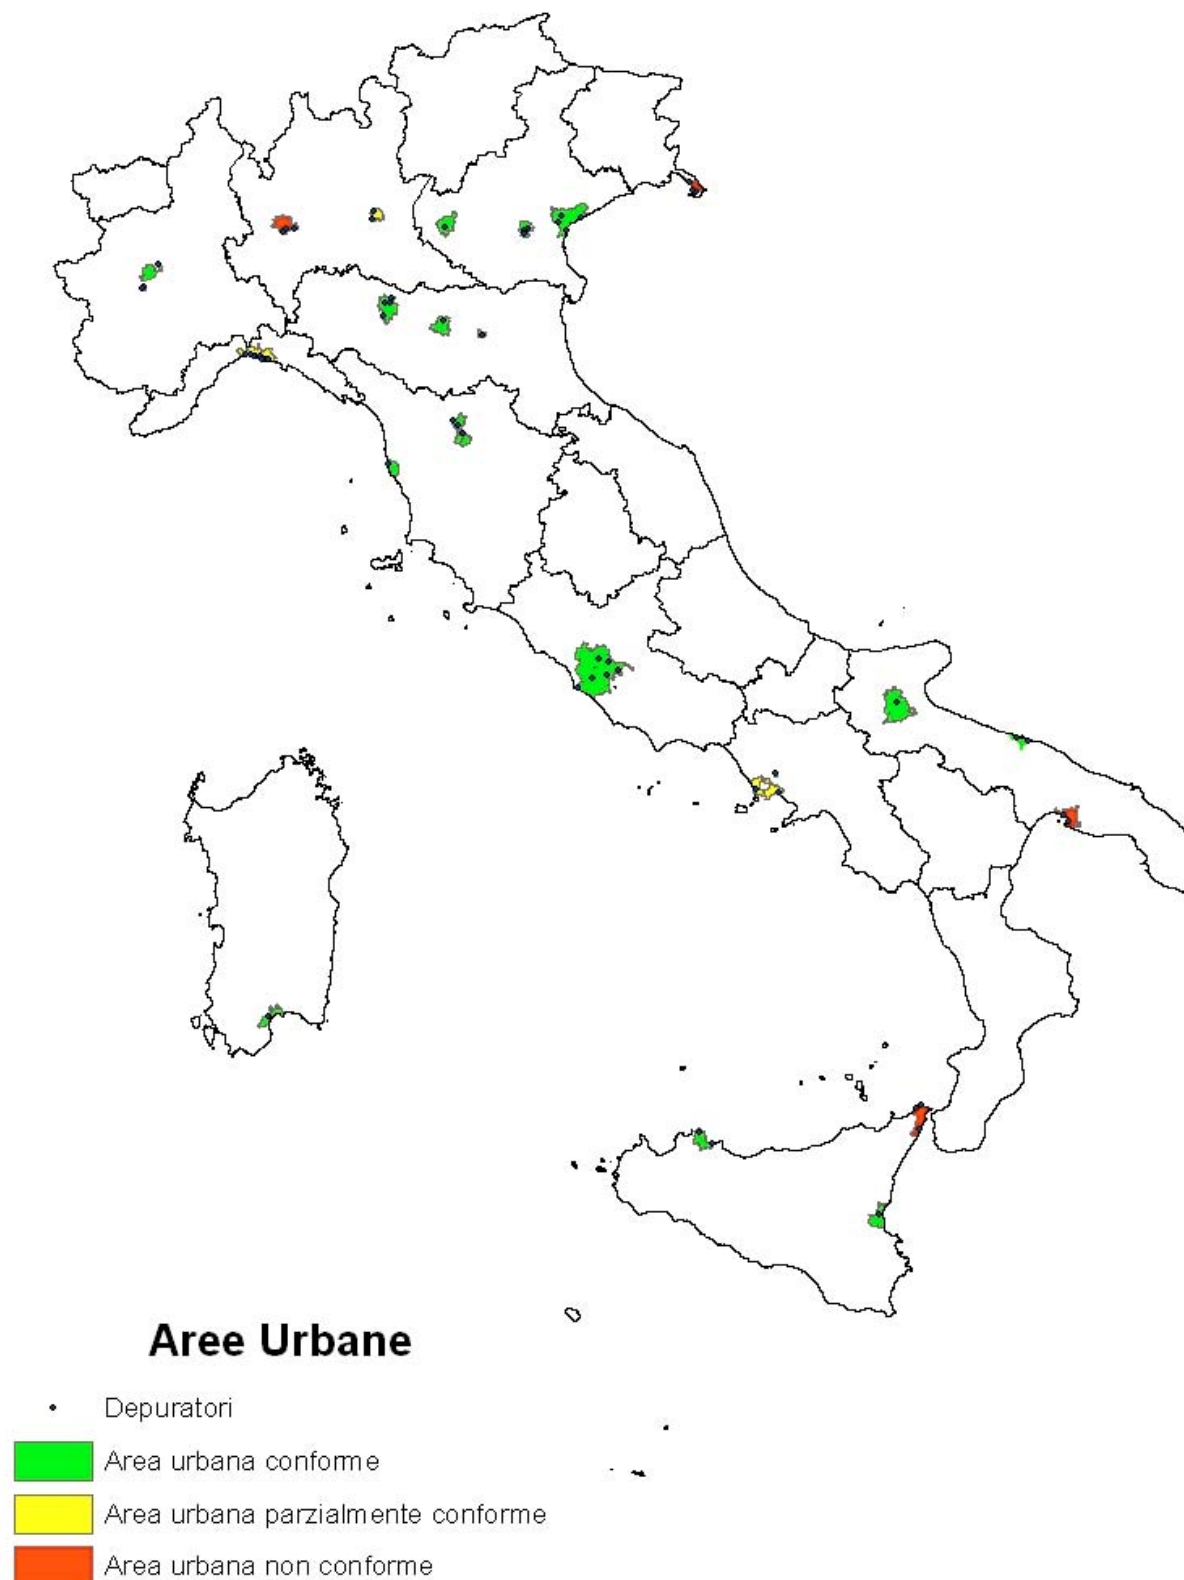 Aree Urbane
Depuratori
Area urbana conforme
Area urbana parzialmente conforme
Area urbana non conforme